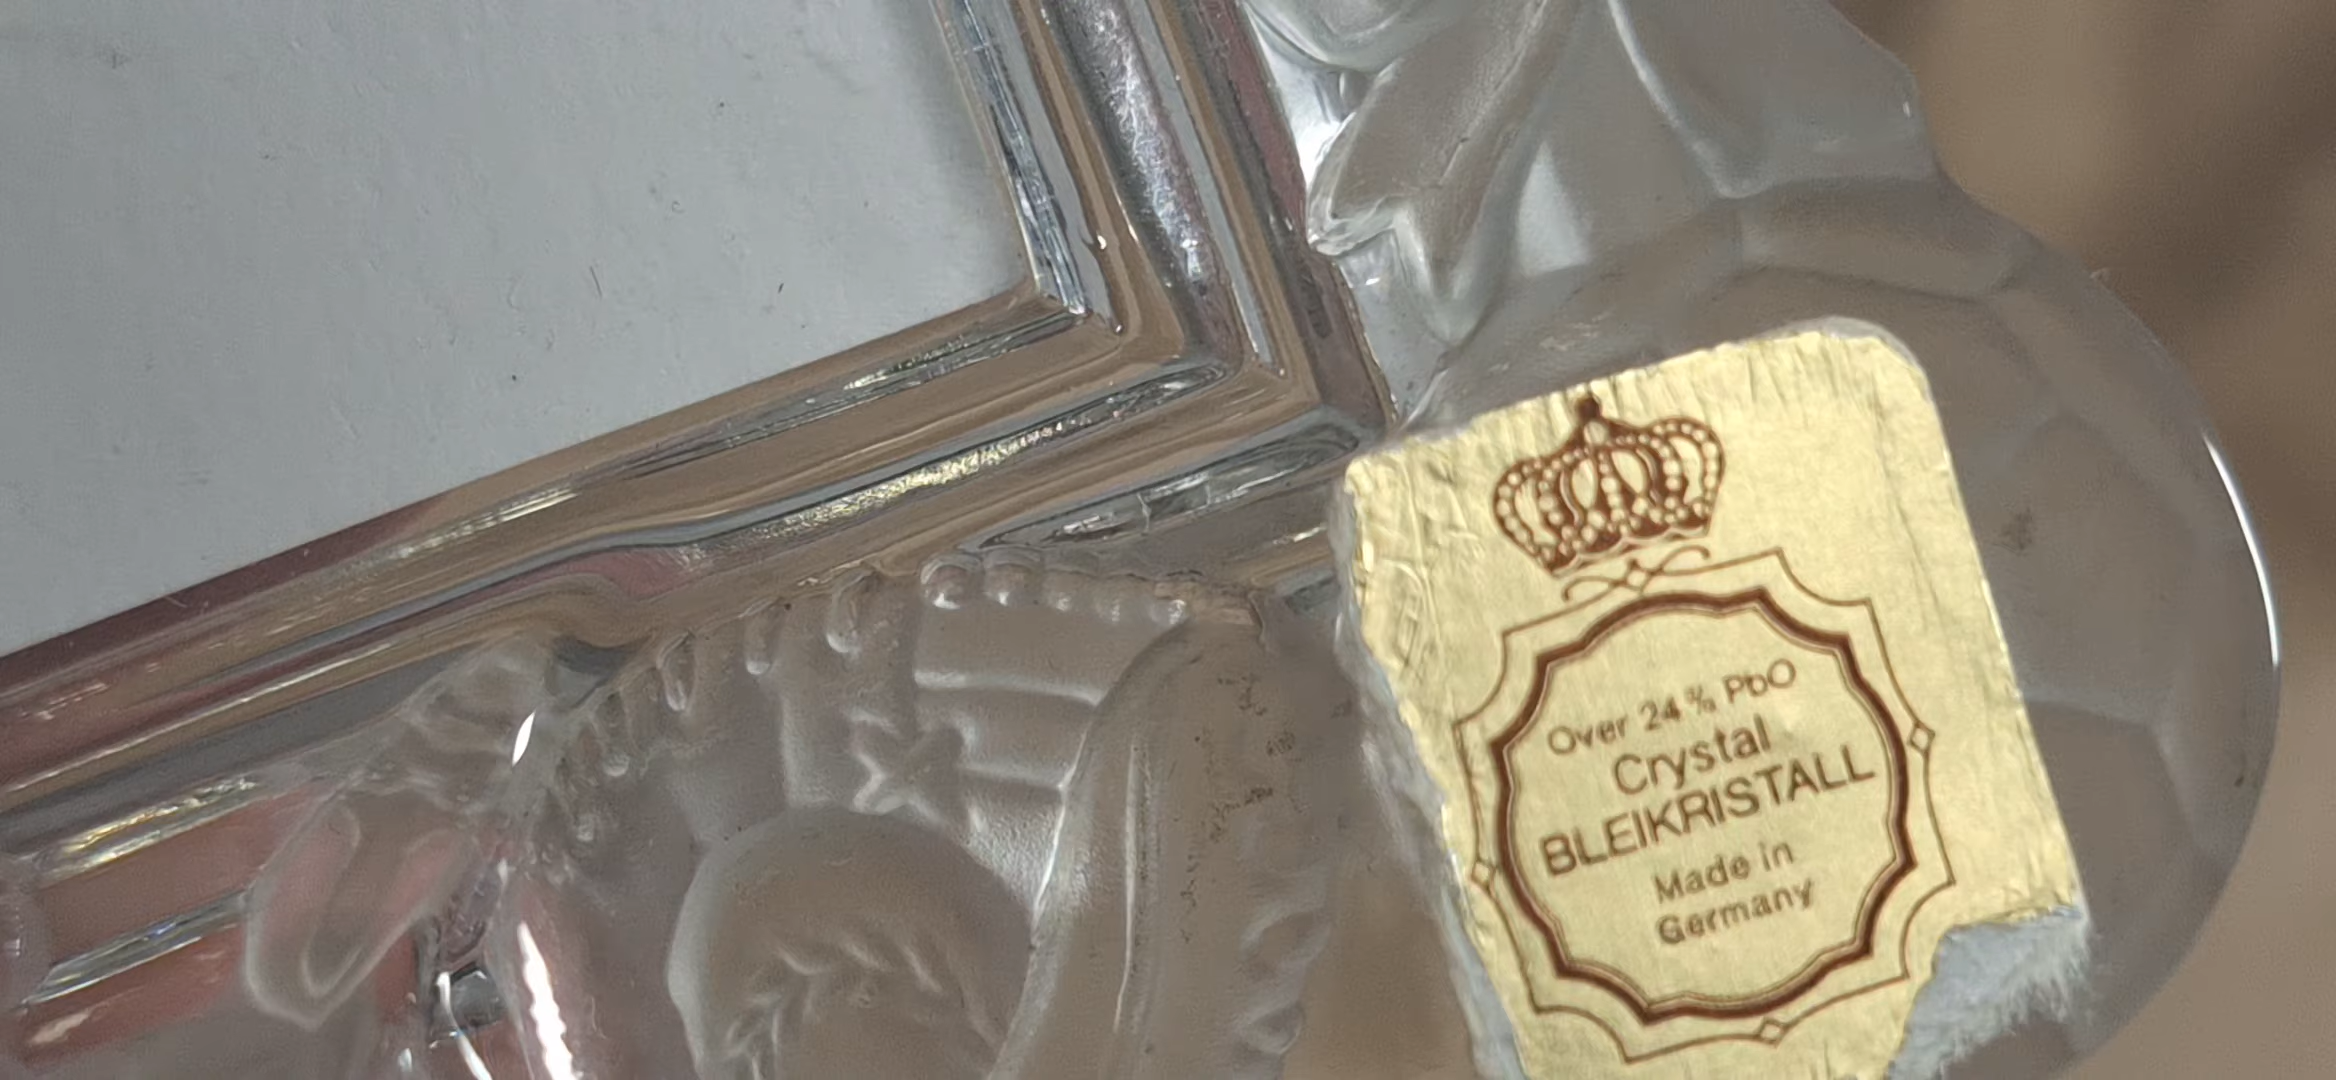 Over 24 % PbO
Crystal
BLEIKRISTALL
Made in
Germany